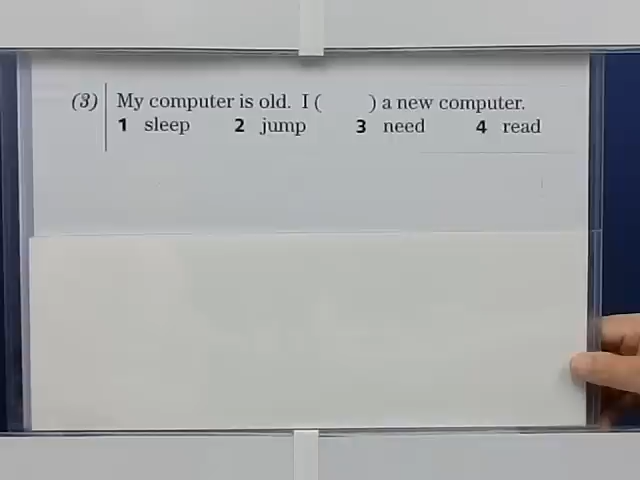 (3) My computer is old. I (      ) a new computer.
1 sleep 2 jump 3 need 4 read